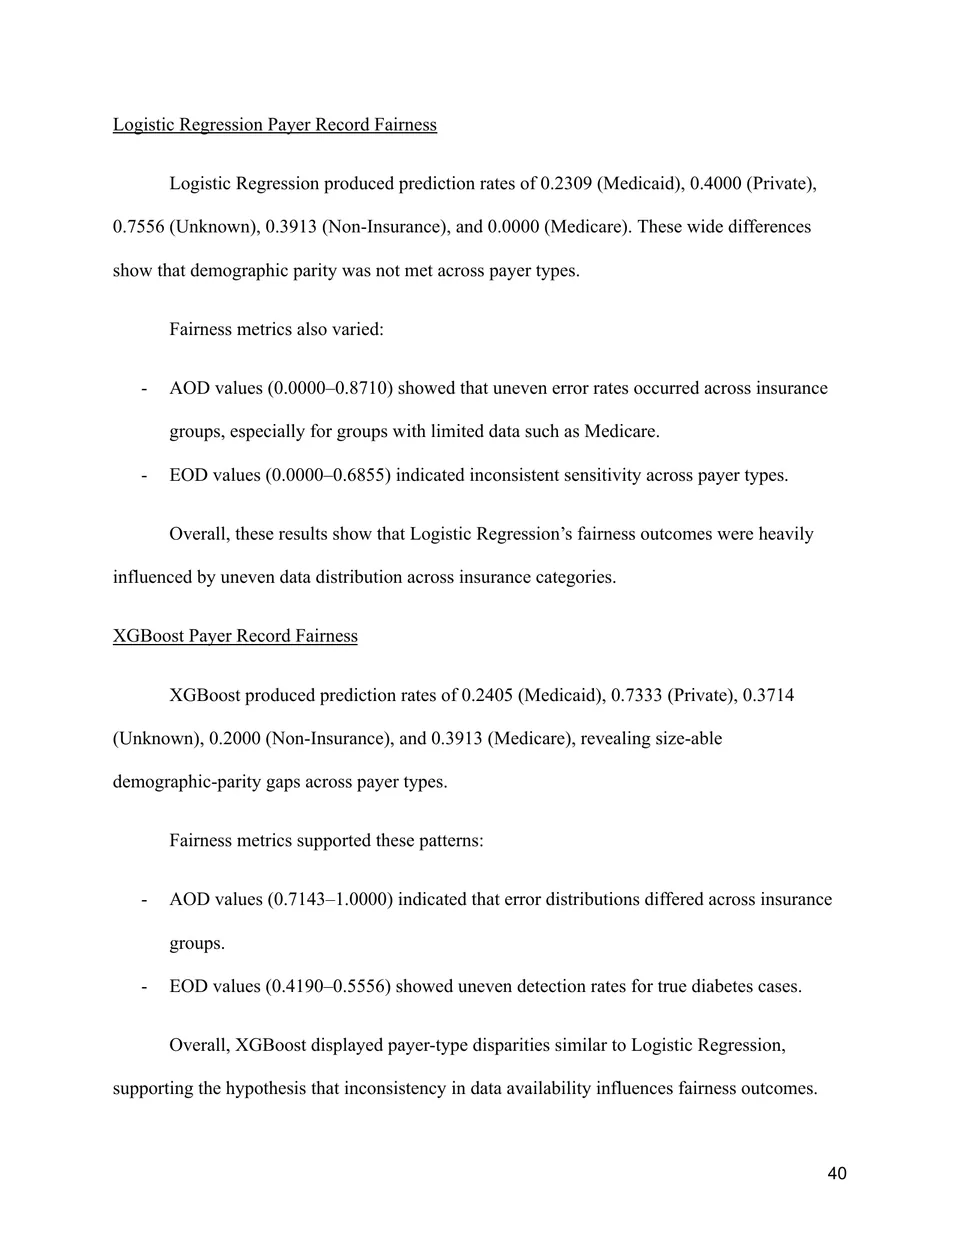 Logistic Regression Payer Record Fairness
Logistic Regression produced prediction rates of 0.2309 (Medicaid), 0.4000 (Private),
0.7556 (Unknown), 0.3913 (Non-Insurance), and 0.0000 (Medicare). These wide differences
show that demographic parity was not met across payer types.
Fairness metrics also varied:
- AOD values (0.0000–0.8710) showed that uneven error rates occurred across insurance
groups, especially for groups with limited data such as Medicare.
- EOD values (0.0000–0.6855) indicated inconsistent sensitivity across payer types.
Overall, these results show that Logistic Regression’s fairness outcomes were heavily
influenced by uneven data distribution across insurance categories.
XGBoost Payer Record Fairness
XGBoost produced prediction rates of 0.2405 (Medicaid), 0.7333 (Private), 0.3714
(Unknown), 0.2000 (Non-Insurance), and 0.3913 (Medicare), revealing size-able
demographic-parity gaps across payer types.
Fairness metrics supported these patterns:
- AOD values (0.7143–1.0000) indicated that error distributions differed across insurance
groups.
- EOD values (0.4190–0.5556) showed uneven detection rates for true diabetes cases.
Overall, XGBoost displayed payer-type disparities similar to Logistic Regression,
supporting the hypothesis that inconsistency in data availability influences fairness outcomes.
40